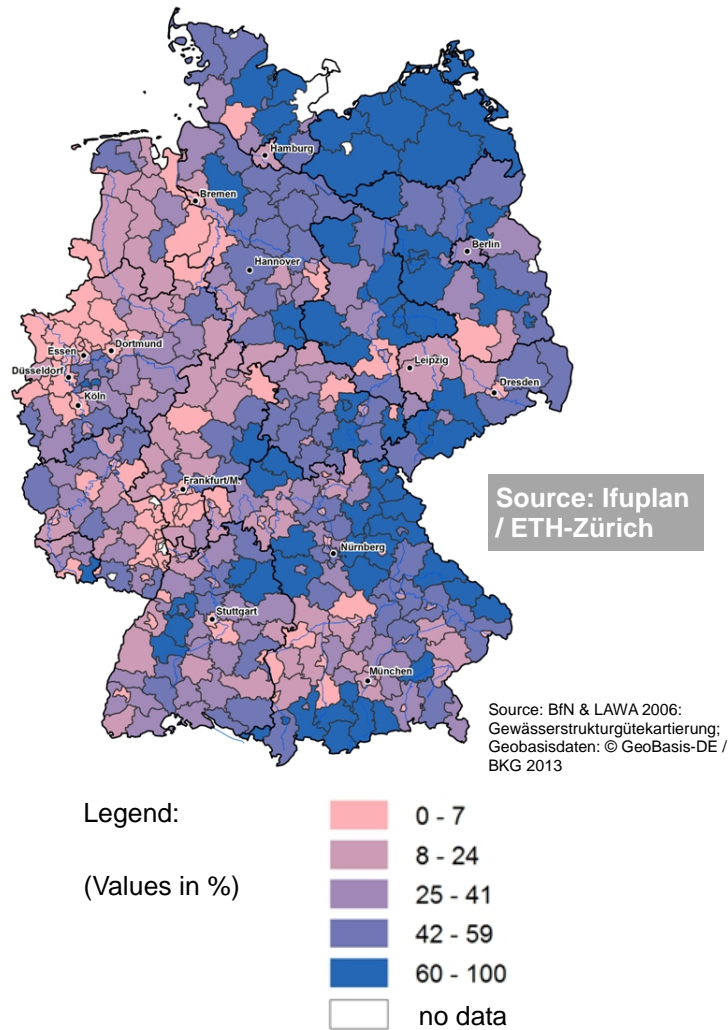 Hamburg
Bremen
Berlin
Hannover
Essen
Dortmund
Düsseldorf
Leipzig
Köln
Dresden
Frankfurt/M.
Source: Ifuplan
/ ETH-Zürich
Nürnberg
Stuttgart
München
Source: BfN & LAWA 2006:
Gewässerstrukturgütekartierung;
Geobasisdaten: © GeoBasis-DE /
BKG 2013
Legend:
(Values in %)
0 - 7
8 - 24
25 - 41
42 - 59
60 - 100
no data